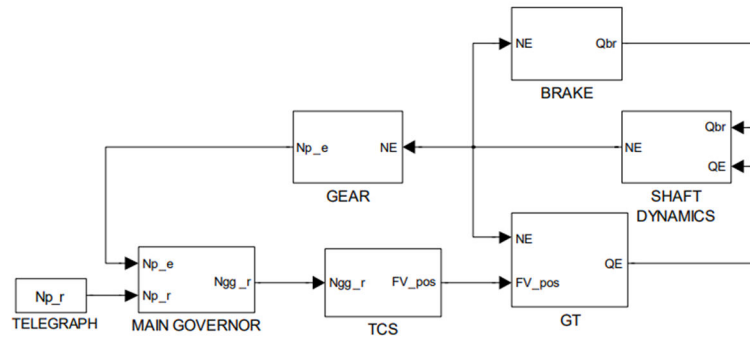 NE
Qbr
BRAKE
Np_e
NE
GEAR
NE
Qbr
QE
SHAFT
DYNAMICS
Np_r
TELEGRAPH
Np_e
Np_r
Ngg_r
MAIN GOVERNOR
Ngg_r
FV_pos
TCS
NE
FV_pos
QE
GT